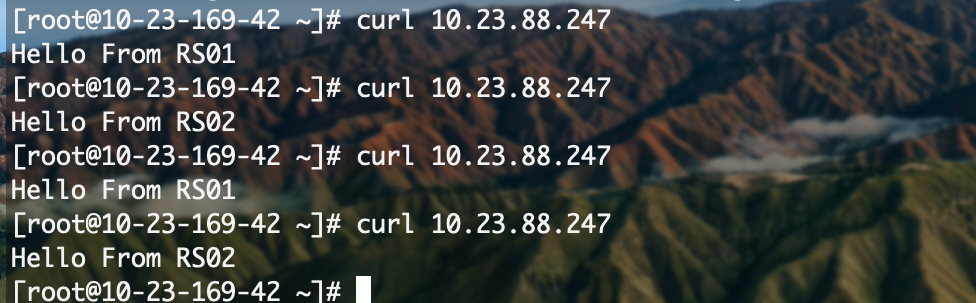 [root@10-23-169-42 ~]# curl 10.23.88.247
Hello From RS01
[root@10-23-169-42 ~]# curl 10.23.88.247
Hello From RS02
[root@10-23-169-42 ~]# curl 10.23.88.247
Hello From RS01
[root@10-23-169-42 ~]# curl 10.23.88.247
Hello From RS02
[root@10-23-169-42 ~]#